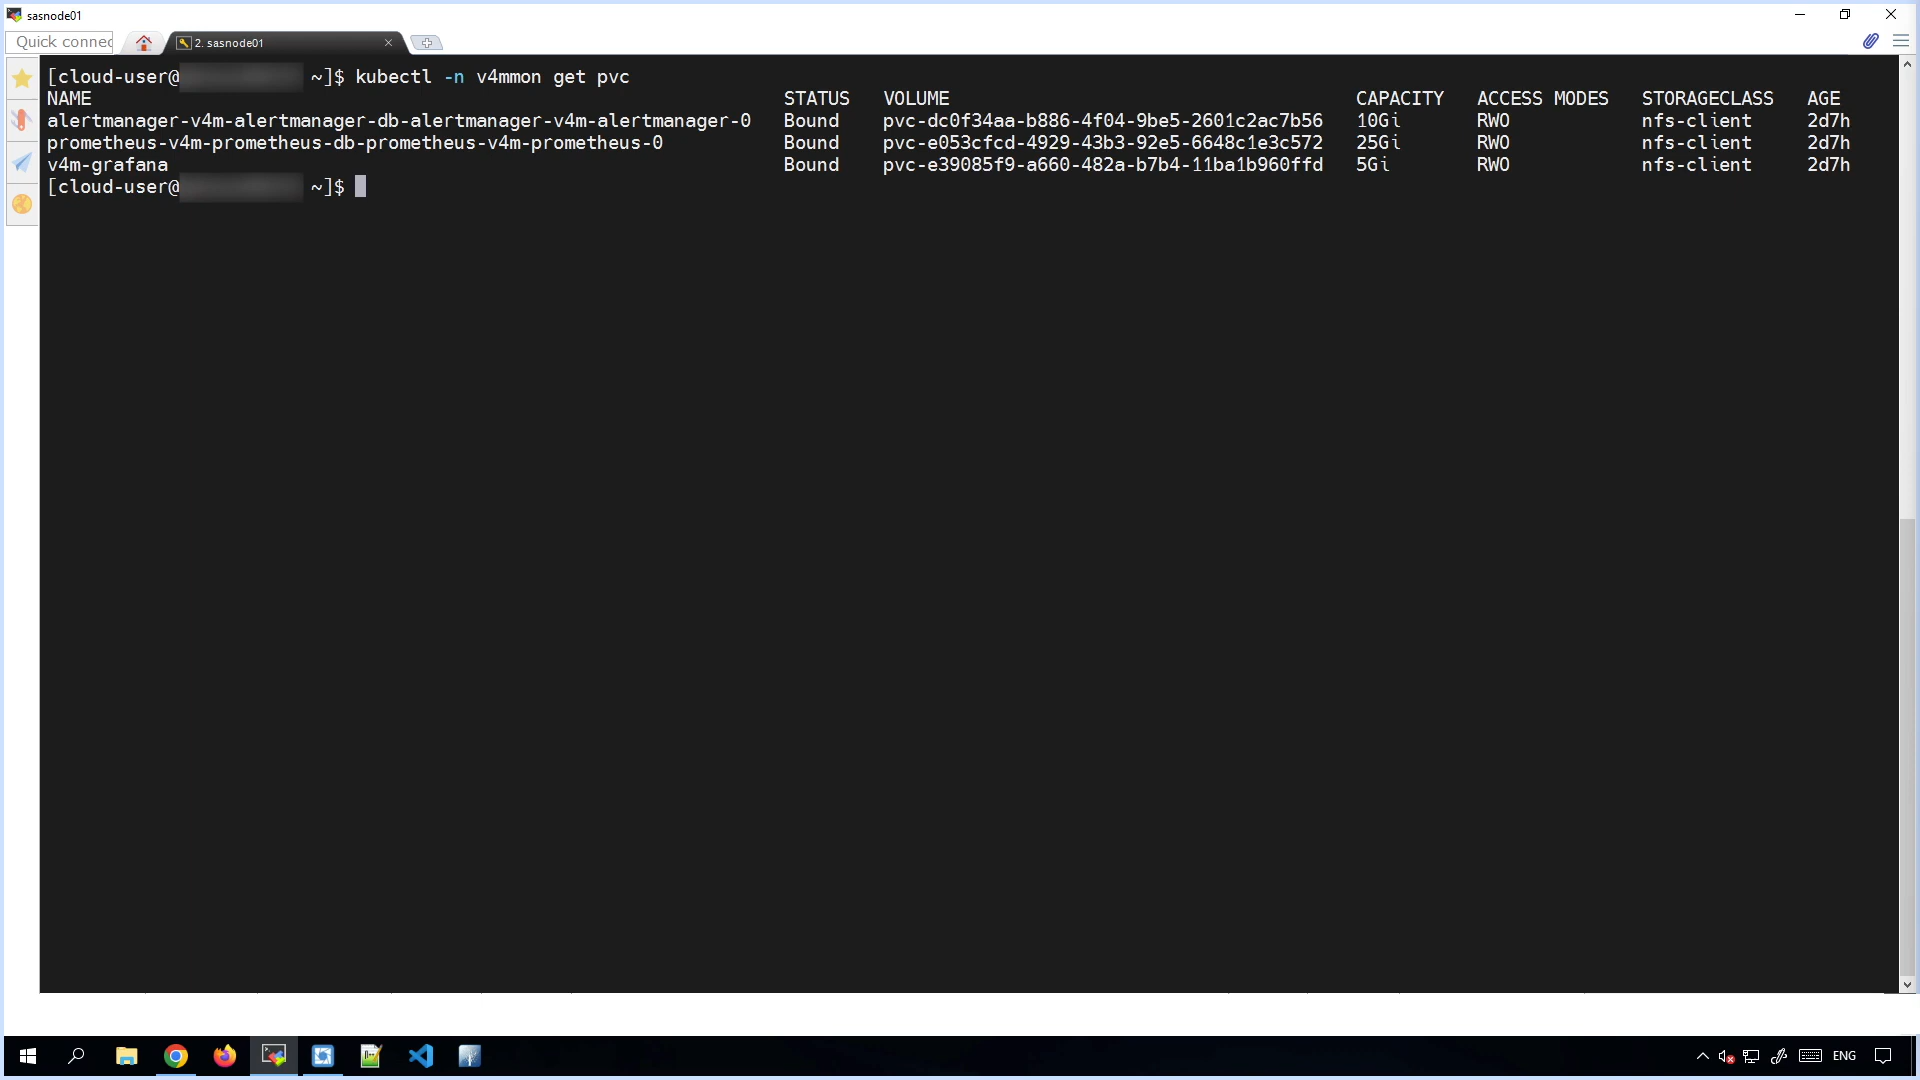 sasnode01
Quick connec
2. sasnode01
[cloud-user@ ~]$ kubectl -n v4mmon get pvc
NAME STATUS VOLUME CAPACITY ACCESS MODES STORAGECLASS AGE
alertmanager-v4m-alertmanager-db-alertmanager-v4m-alertmanager-0 Bound pvc-dc0f34aa-b886-4f04-9be5-2601c2ac7b56 10Gi RWO nfs-client 2d7h
prometheus-v4m-prometheus-db-prometheus-v4m-prometheus-0 Bound pvc-e053cfcd-4929-43b3-92e5-6648c1e3c572 25Gi RWO nfs-client 2d7h
v4m-grafana Bound pvc-e39085f9-a660-482a-b7b4-11ba1b960ffd 5Gi RWO nfs-client 2d7h
[cloud-user@ ~]$
ENG